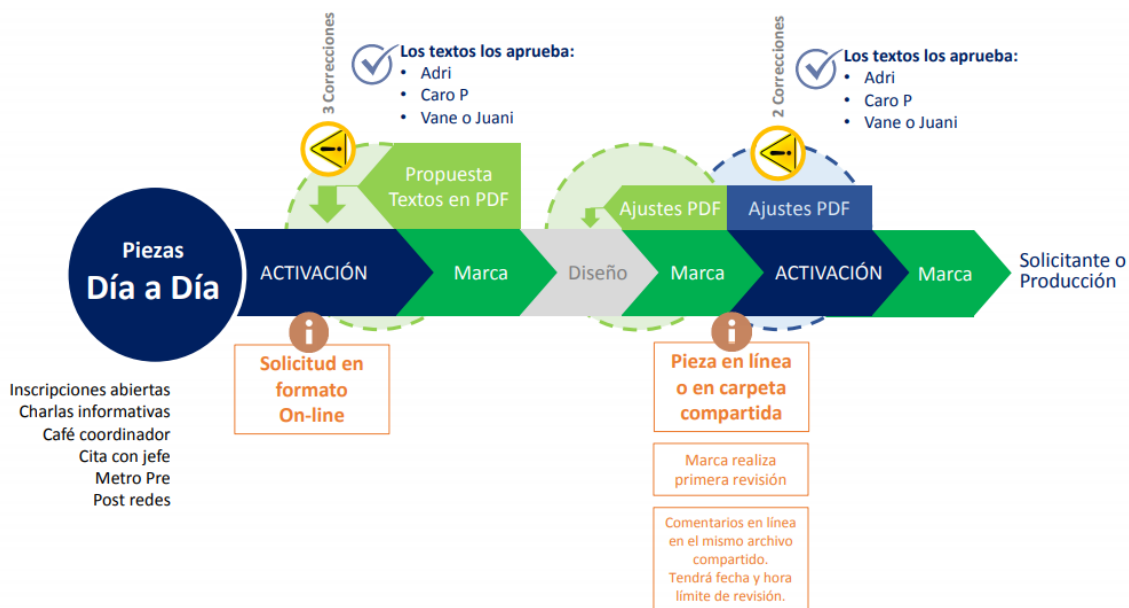 3 Correcciones
Los textos los aprueba:
• Adri
• Caro P
• Vane o Juani
2 Correcciones
Los textos los aprueba:
• Adri
• Caro P
• Vane o Juani
Propuesta
Textos en PDF
Ajustes PDF
Ajustes PDF
Piezas
Día a Día
ACTIVACIÓN
Marca
Diseño
Marca
ACTIVACIÓN
Marca
Solicitante o
Producción
Inscripciones abiertas
Charlas informativas
Café coordinador
Cita con jefe
Metro Pre
Post redes
Solicitud en
formato
On-line
Pieza en línea
o en carpeta
compartida
Marca realiza
primera revisión
Comentarios en línea
en el mismo archivo
compartido.
Tendrá fecha y hora
límite de revisión.